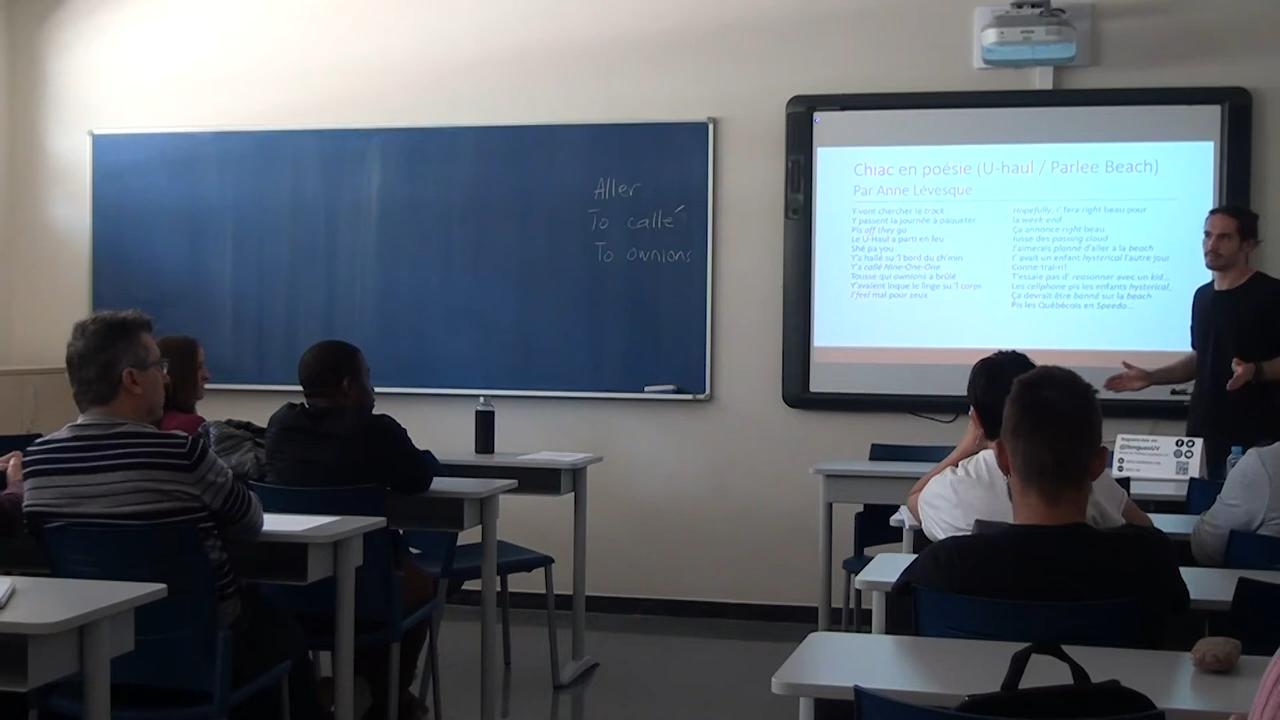 Aller
To callé
To ownions
Chiac en poésie (U-haul / Parlee Beach)
Par Anne Lévesque
Y vont chercher le trock
Y passent la journée à paqueter
Pis off they go
Le U-Haul a parti en feu
Shé pa you
Y'a hallé su 'l bord du ch'min
Y'a callé Nine-One-One
Tousse qui ownions a brûlé
Y'avaient inque le linge su 'l corps
I feel mal pour zeux
Hopefully, i' fera right beau pour
la week-end
Ça annonce right beau
Iusse des passing cloud
J'aimerais planné d'aller a la beach
I' avait un enfant hysterical l'autre jour
Conne-trai-ri!
T'essaie pas d' reasonner avec un kid...
Les cellphone pis les enfants hysterical,
Ça devrait être banné sur la beach
Pis les Québécois en Speedo...
@llenguesUV